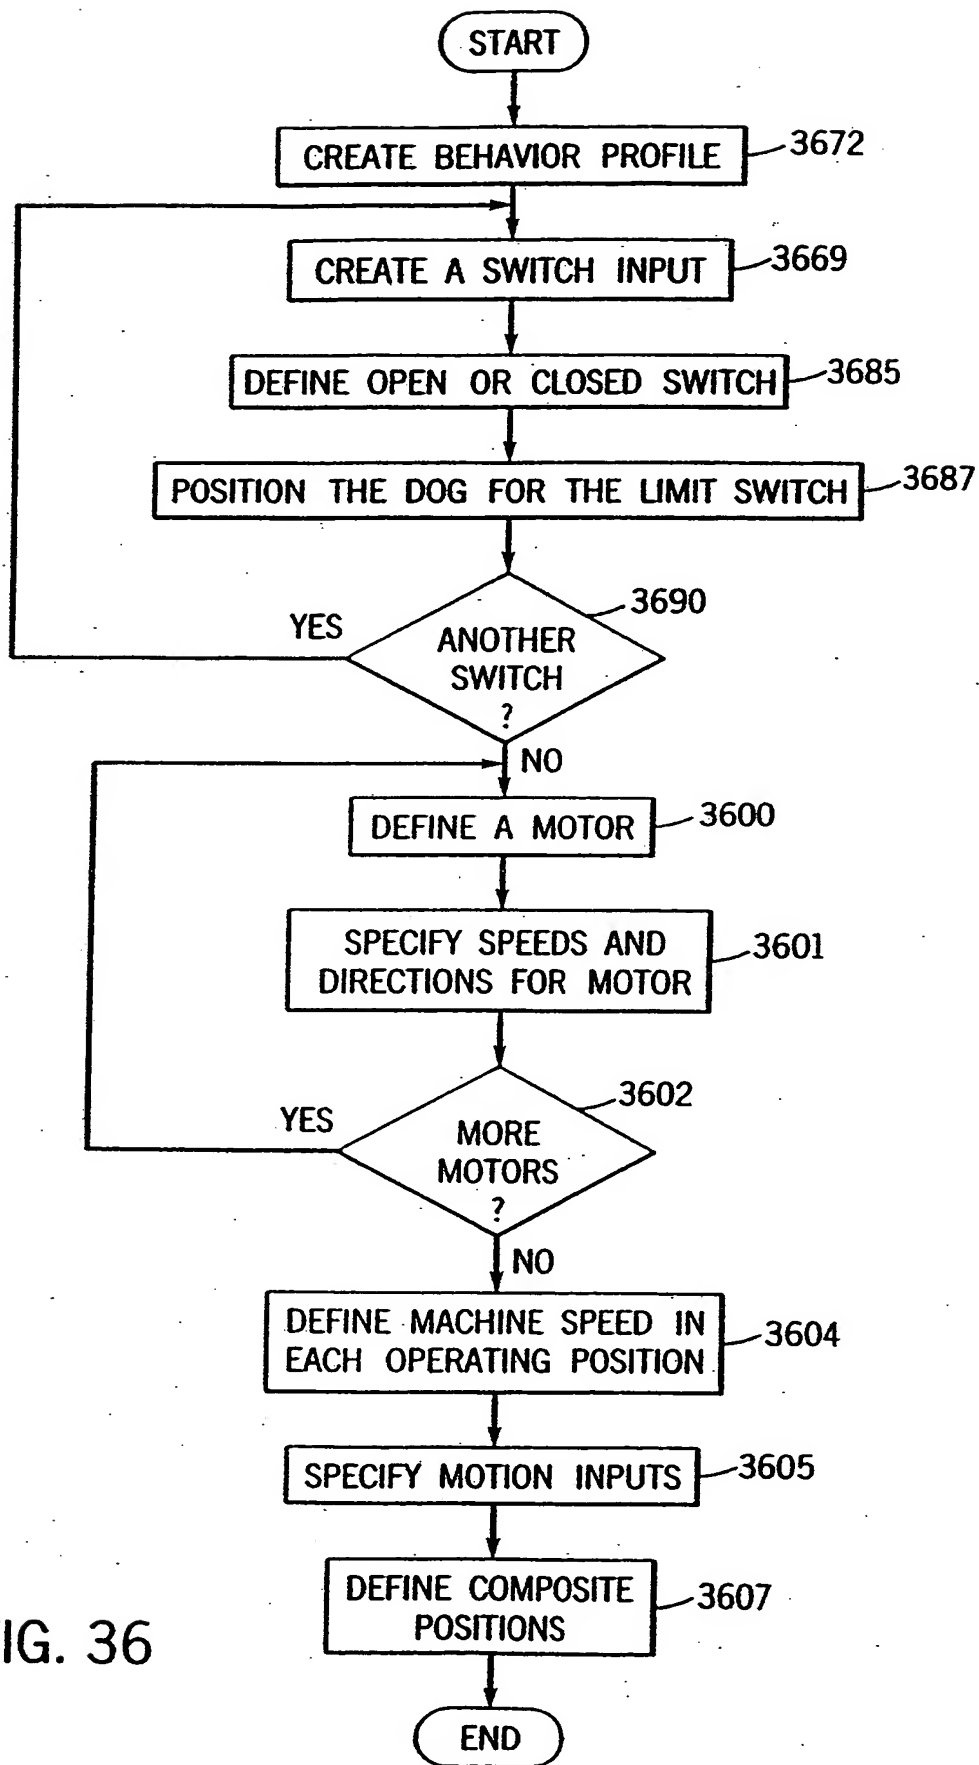 START
CREATE BEHAVIOR PROFILE
3672
CREATE A SWITCH INPUT
3669
DEFINE OPEN OR CLOSED SWITCH
3685
POSITION THE DOG FOR THE LIMIT SWITCH
3687
3690
YES
ANOTHER
SWITCH
?
NO
DEFINE A MOTOR
3600
SPECIFY SPEEDS AND
DIRECTIONS FOR MOTOR
3601
3602
YES
MORE
MOTORS
?
NO
DEFINE MACHINE SPEED IN
EACH OPERATING POSITION
3604
SPECIFY MOTION INPUTS
3605
DEFINE COMPOSITE
POSITIONS
3607
IG. 36
END